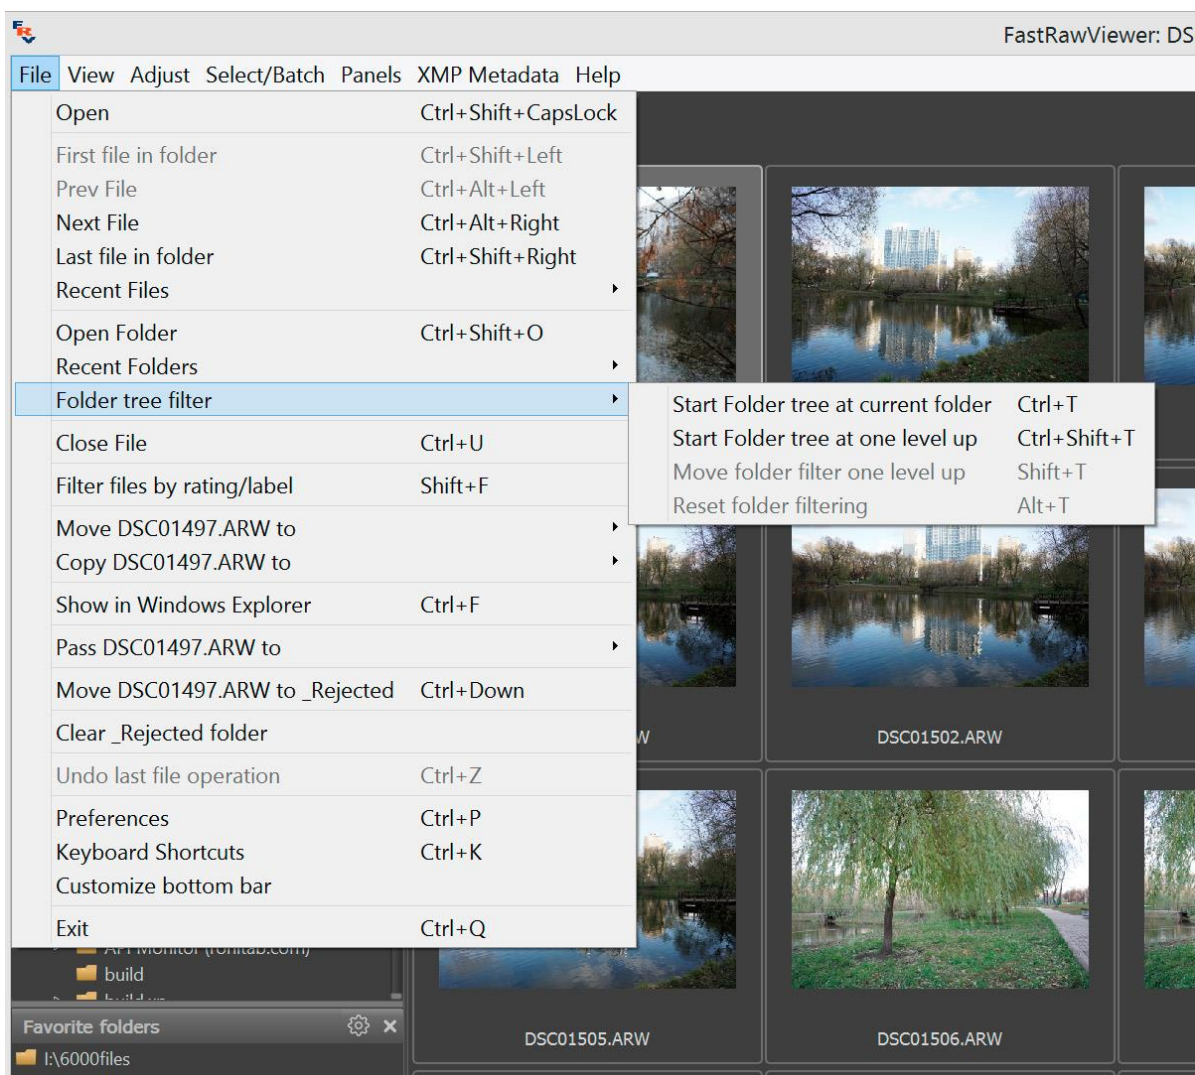 FRV
FastRawViewer: DS
File View Adjust Select/Batch Panels XMP Metadata Help
Open Ctrl+Shift+CapsLock
First file in folder Ctrl+Shift+Left
Prev File Ctrl+Alt+Left
Next File Ctrl+Alt+Right
Last file in folder Ctrl+Shift+Right
Recent Files
Open Folder Ctrl+Shift+O
Recent Folders
Folder tree filter
Start Folder tree at current folder Ctrl+T
Start Folder tree at one level up Ctrl+Shift+T
Move folder filter one level up Shift+T
Reset folder filtering Alt+T
Close File Ctrl+U
Filter files by rating/label Shift+F
Move DSC01497.ARW to
Copy DSC01497.ARW to
Show in Windows Explorer Ctrl+F
Pass DSC01497.ARW to
Move DSC01497.ARW to _Rejected Ctrl+Down
Clear _Rejected folder
Undo last file operation Ctrl+Z
Preferences Ctrl+P
Keyboard Shortcuts Ctrl+K
Customize bottom bar
Exit Ctrl+Q
W
DSC01502.ARW
API Monitor (rohitab.com)
build
Favorite folders
I:\6000files
DSC01505.ARW
DSC01506.ARW